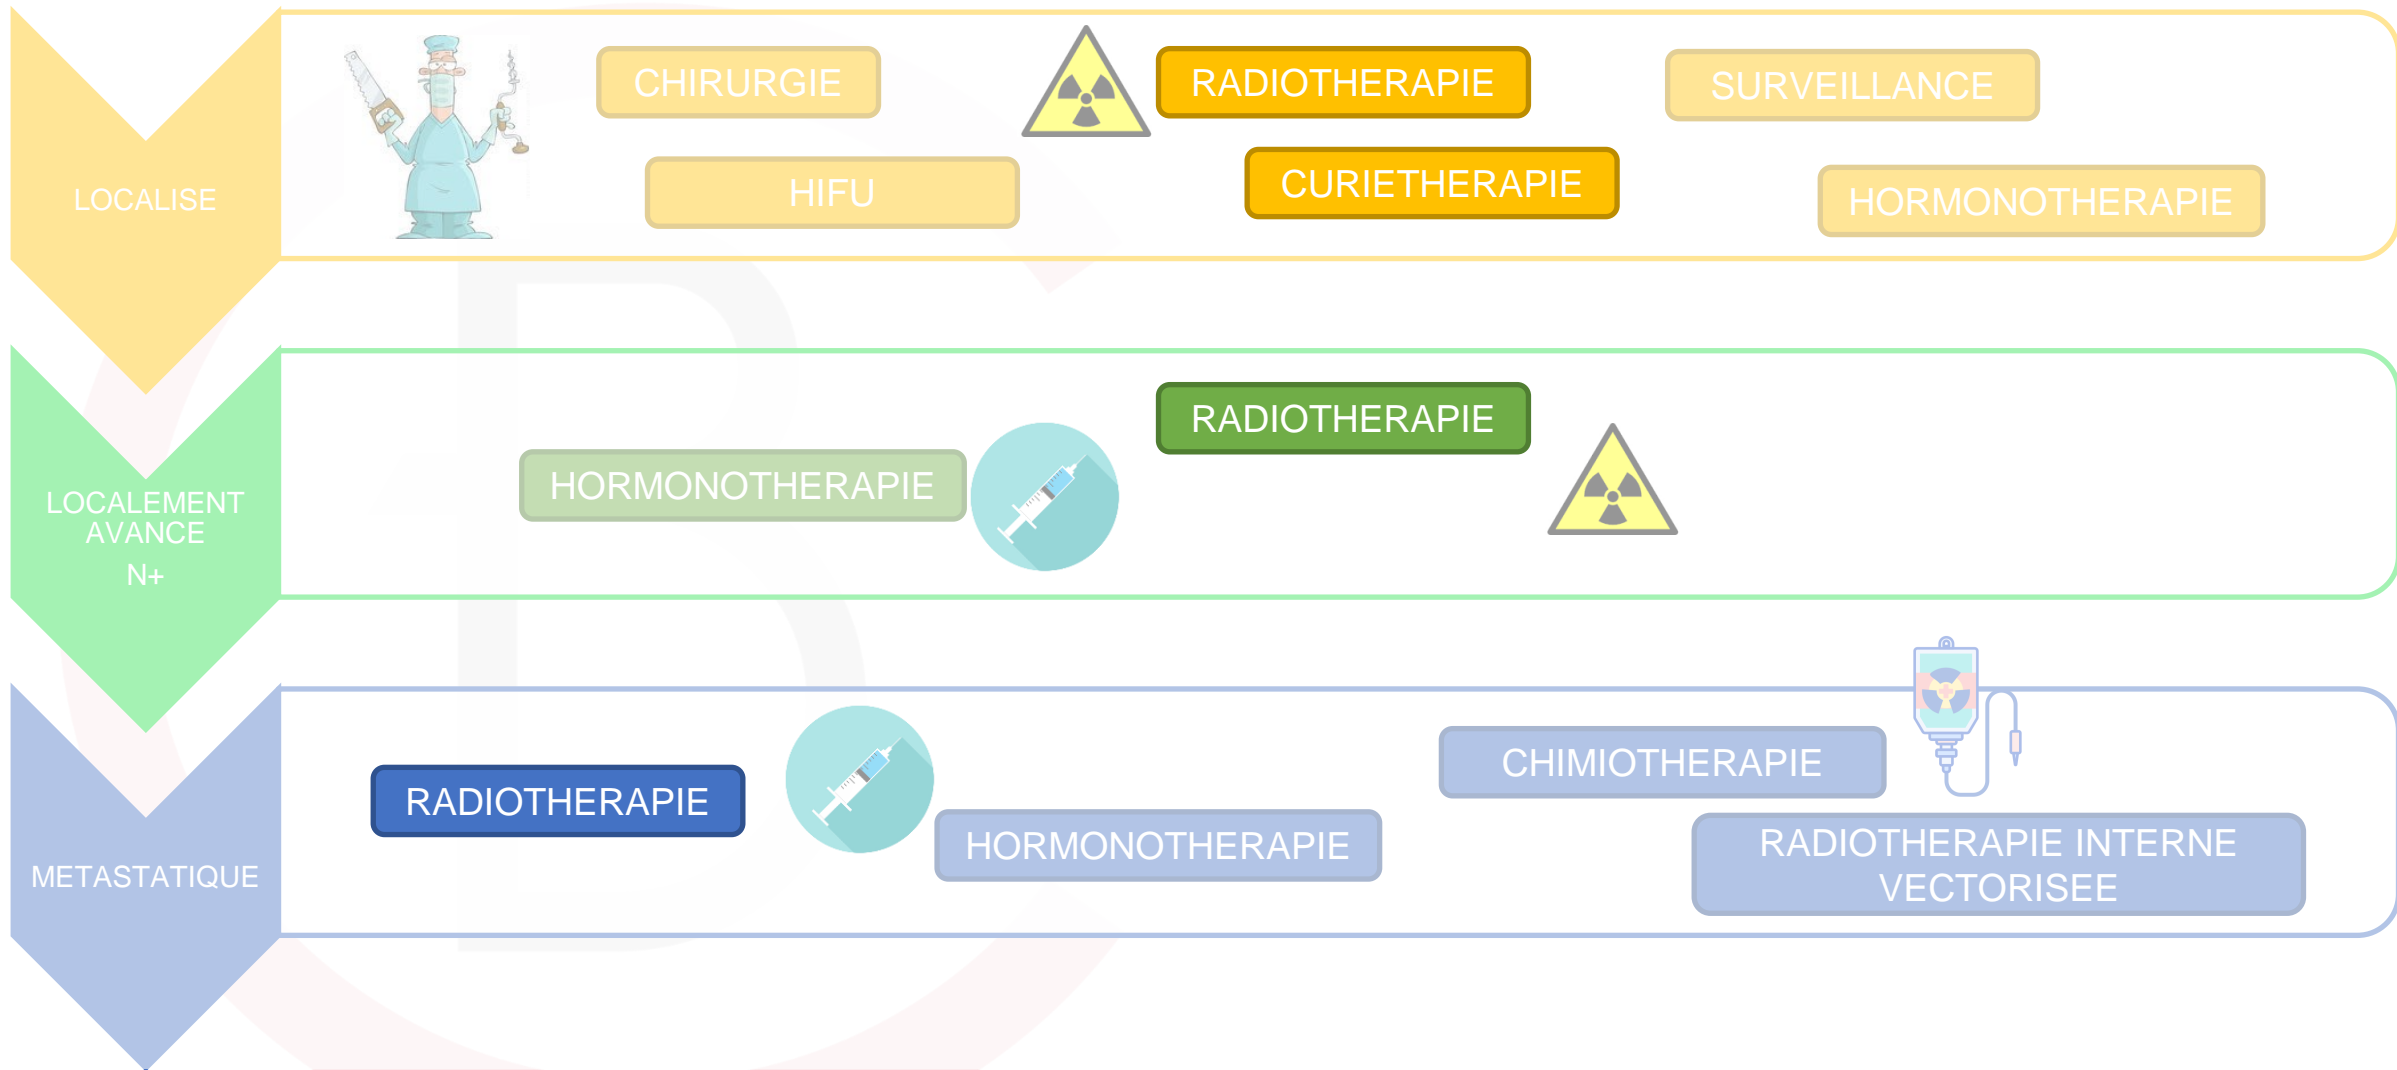 LOCALISE
CHIRURGIE
RADIOTHERAPIE
SURVEILLANCE
HIFU
CURIETHERAPIE
HORMONOTHERAPIE
LOCALEMENT
AVANCE
N+
RADIOTHERAPIE
HORMONOTHERAPIE
METASTATIQUE
RADIOTHERAPIE
HORMONOTHERAPIE
CHIMIOTHERAPIE
RADIOTHERAPIE INTERNE
VECTORISEE